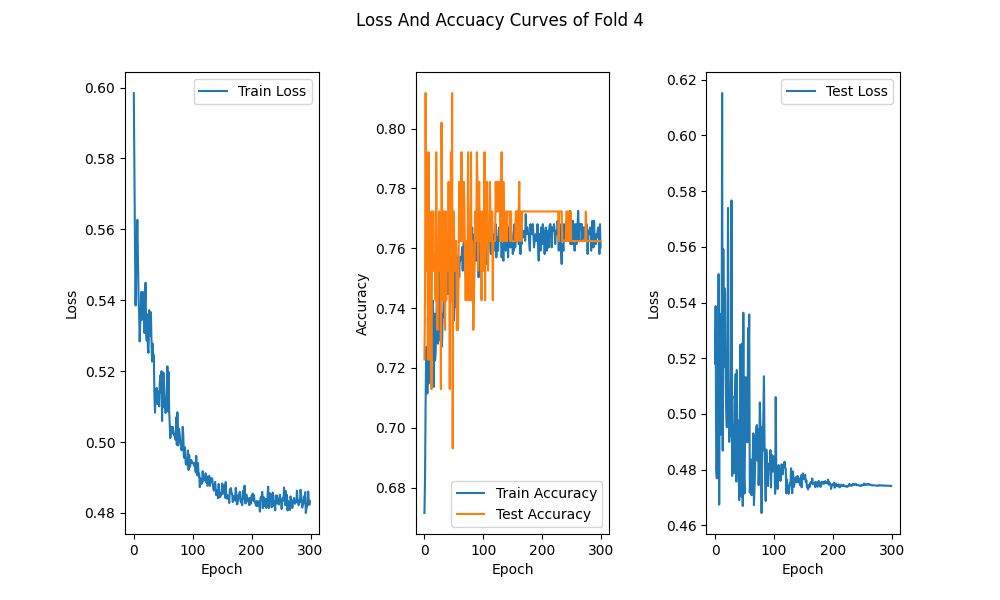 Loss And Accuacy Curves of Fold 4
Train Loss
0.60
0.58
0.56
0.54
0.52
0.50
0.48
Loss
0 100 200 300
Epoch
0.80
0.78
0.76
0.74
0.72
0.70
0.68
Accuracy
Train Accuracy
Test Accuracy
0 100 200 300
Epoch
Test Loss
0.62
0.60
0.58
0.56
0.54
0.52
0.50
0.48
0.46
Loss
0 100 200 300
Epoch